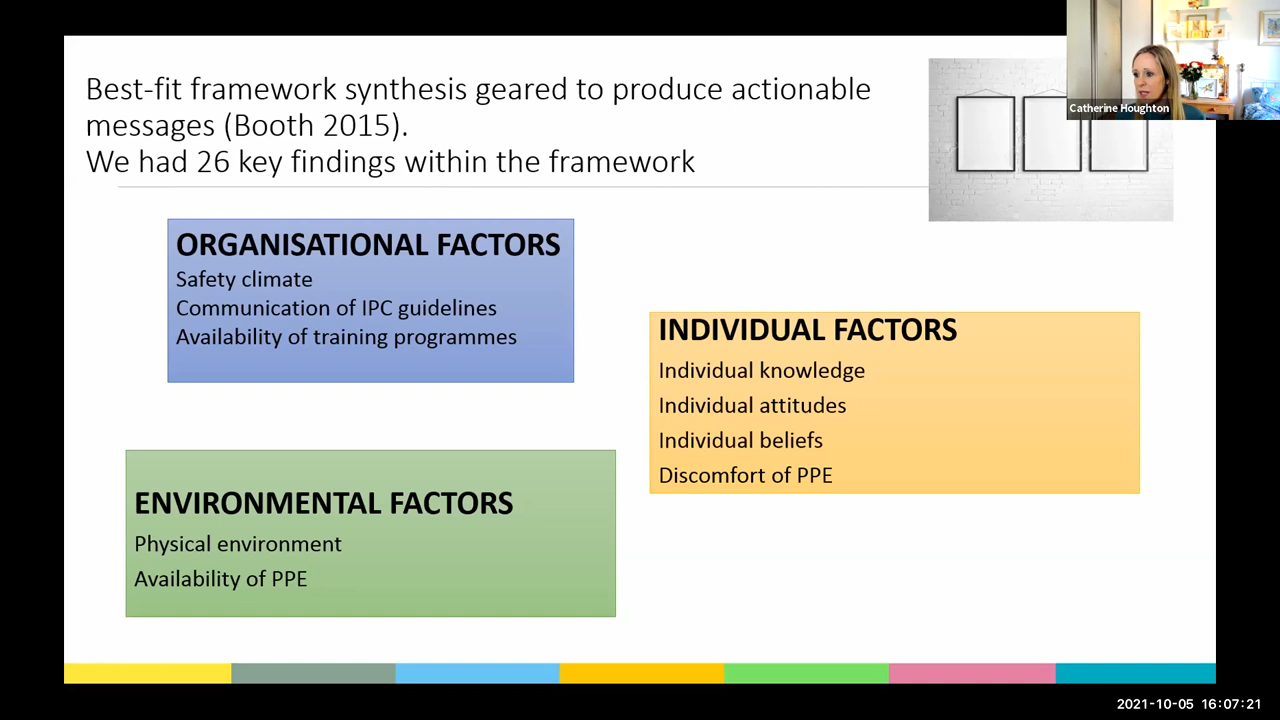 Best-fit framework synthesis geared to produce actionable
messages (Booth 2015).
We had 26 key findings within the framework
Catherine Houghton
ORGANISATIONAL FACTORS
Safety climate
Communication of IPC guidelines
Availability of training programmes
INDIVIDUAL FACTORS
Individual knowledge
Individual attitudes
Individual beliefs
Discomfort of PPE
ENVIRONMENTAL FACTORS
Physical environment
Availability of PPE
2021-10-05 16:07:21